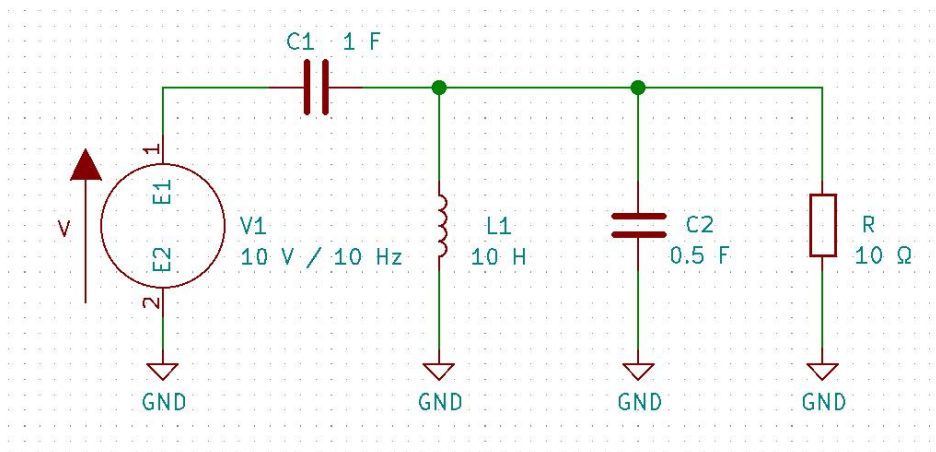 C1 1 F
1
E1
V
E2
2
V1
10 V / 10 Hz
L1
10 H
C2
0.5 F
R
10 Ω
GND
GND
GND
GND